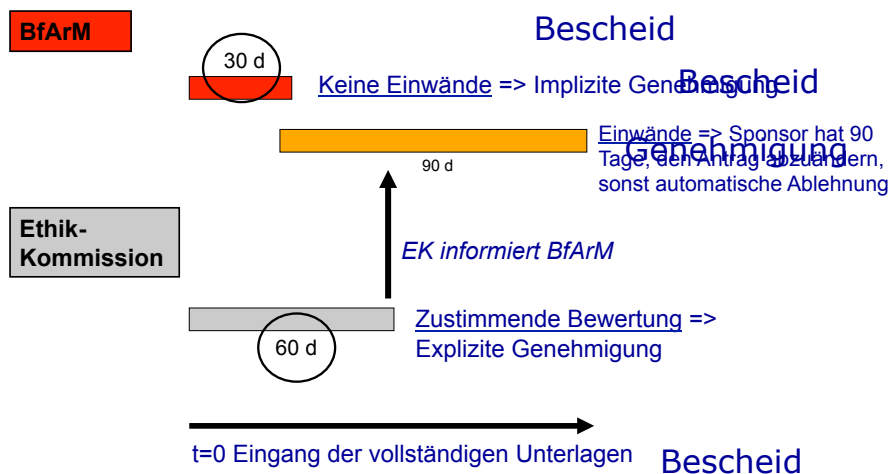 BfArM
Bescheid
30 d
Keine Einwände => Implizite Genehmigung
Bescheid
Einwände => Sponsor hat 90
Tage, den Antrag abzuändern,
sonst automatische Ablehnung
Genehmigung
90 d
Ethik-
Kommission
EK informiert BfArM
Zustimmende Bewertung =>
Explizite Genehmigung
60 d
t=0 Eingang der vollständigen Unterlagen
Bescheid